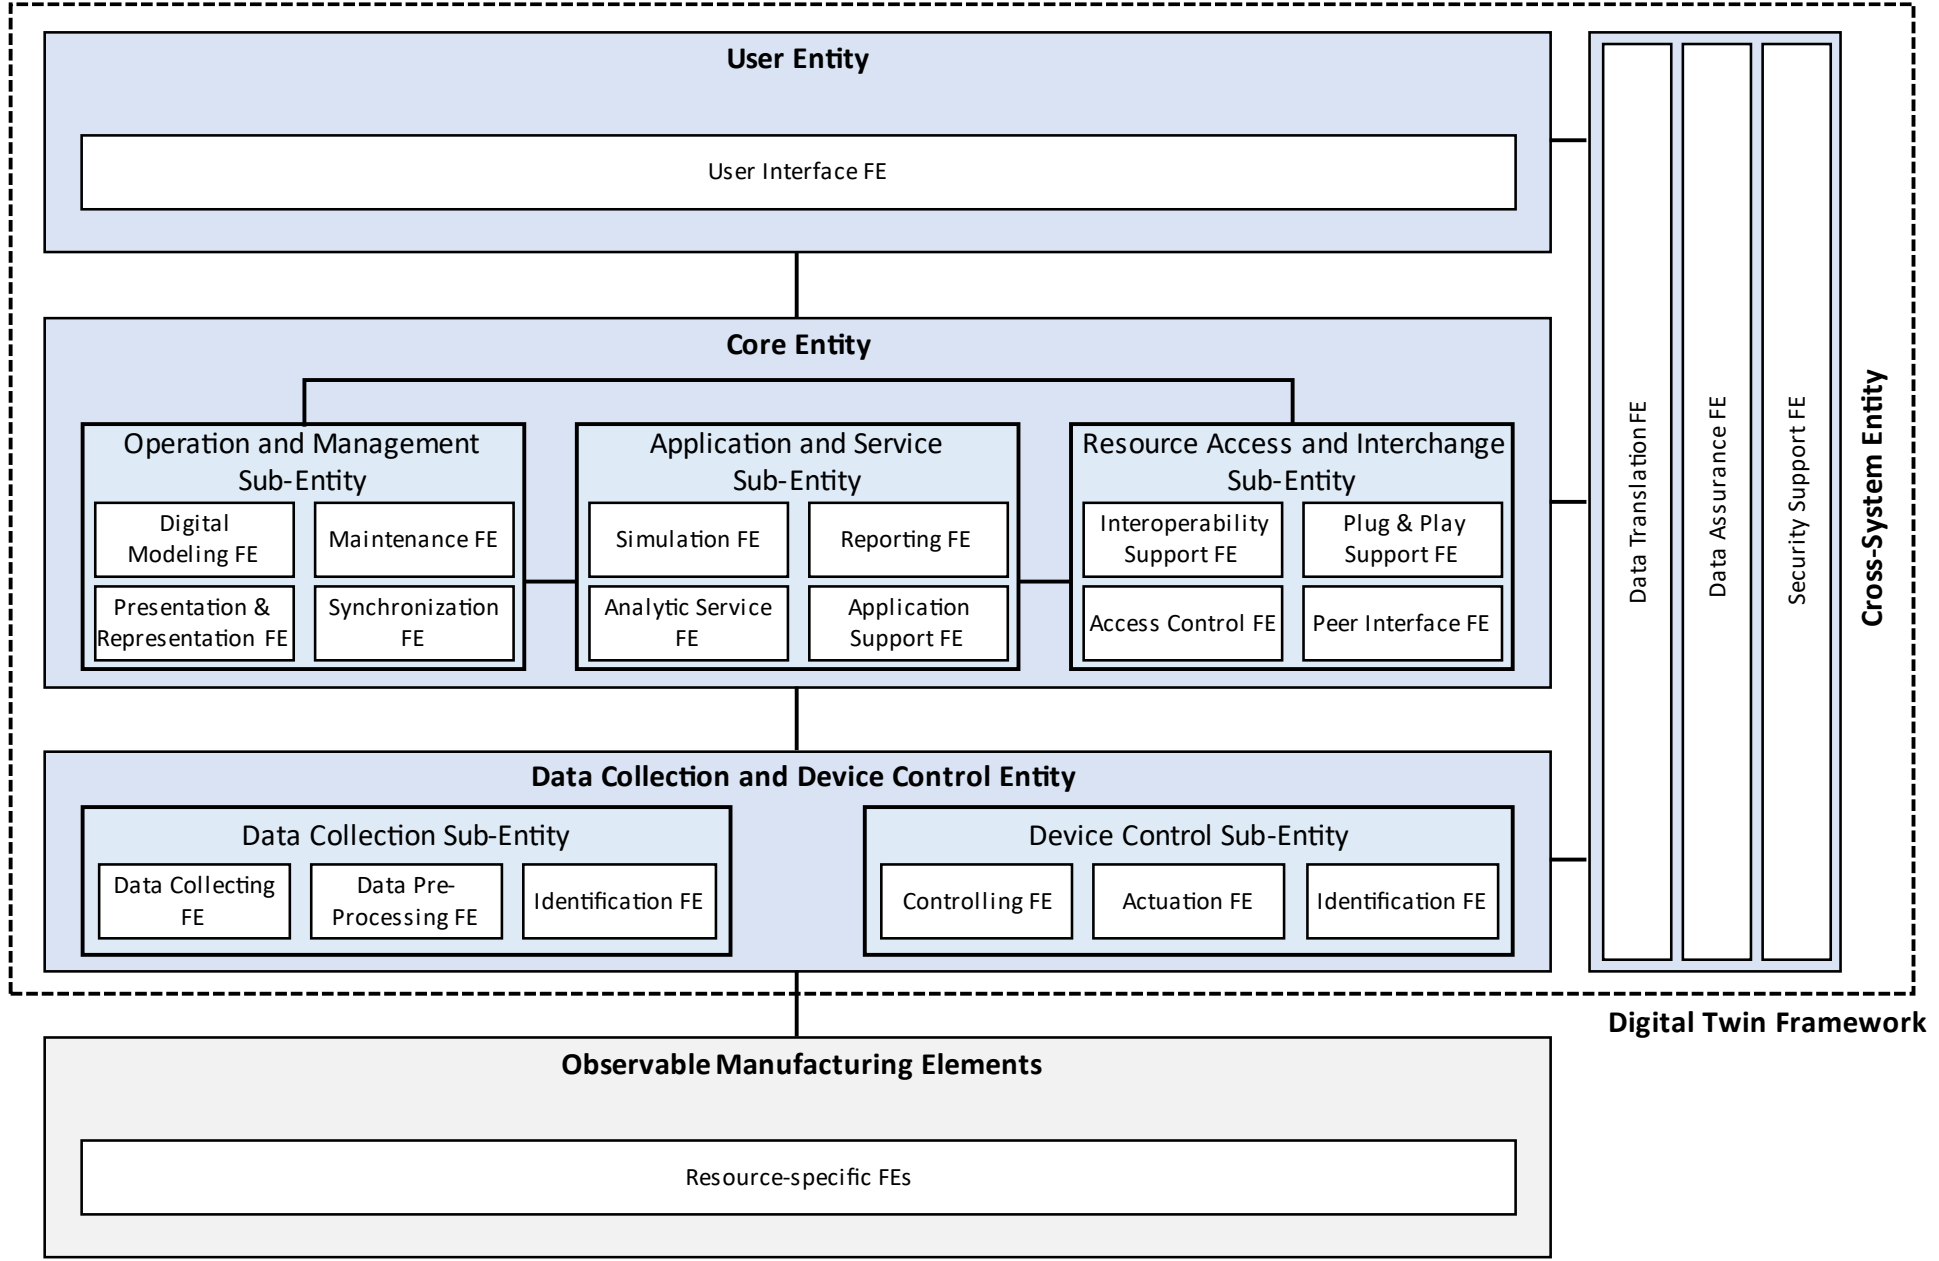 User Entity
User Interface FE
Core Entity
Operation and Management
Sub-Entity
Digital
Modeling FE
Maintenance FE
Presentation &
Representation FE
Synchronization
FE
Application and Service
Sub-Entity
Simulation FE
Reporting FE
Analytic Service
FE
Application
Support FE
Resource Access and Interchange
Sub-Entity
Interoperability
Support FE
Plug & Play
Support FE
Access Control FE
Peer Interface FE
Data Collection and Device Control Entity
Data Collection Sub-Entity
Data Collecting
FE
Data Pre-
Processing FE
Identification FE
Device Control Sub-Entity
Controlling FE
Actuation FE
Identification FE
Data Translation FE
Data Assurance FE
Security Support FE
Cross-System Entity
Digital Twin Framework
Observable Manufacturing Elements
Resource-specific FEs